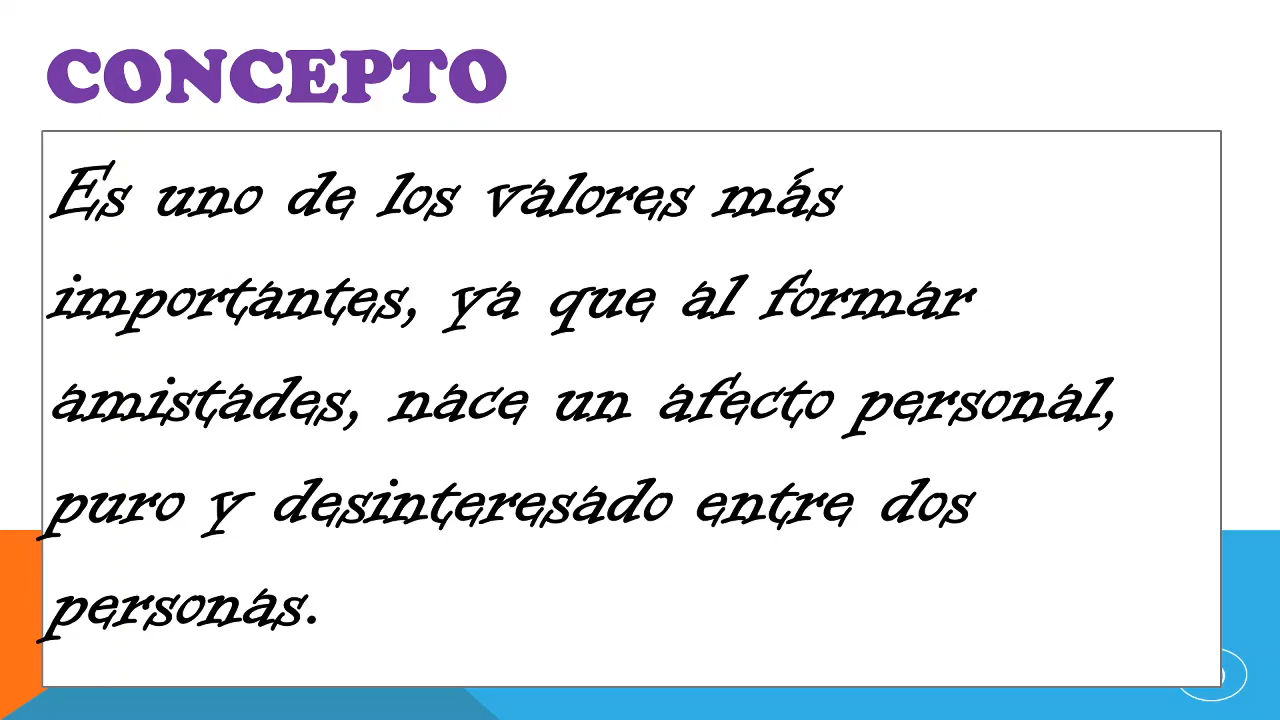 CONCEPTO
Es uno de los valores más
importantes, ya que al formar
amistades, nace un afecto personal,
puro y desinteresado entre dos
personas.